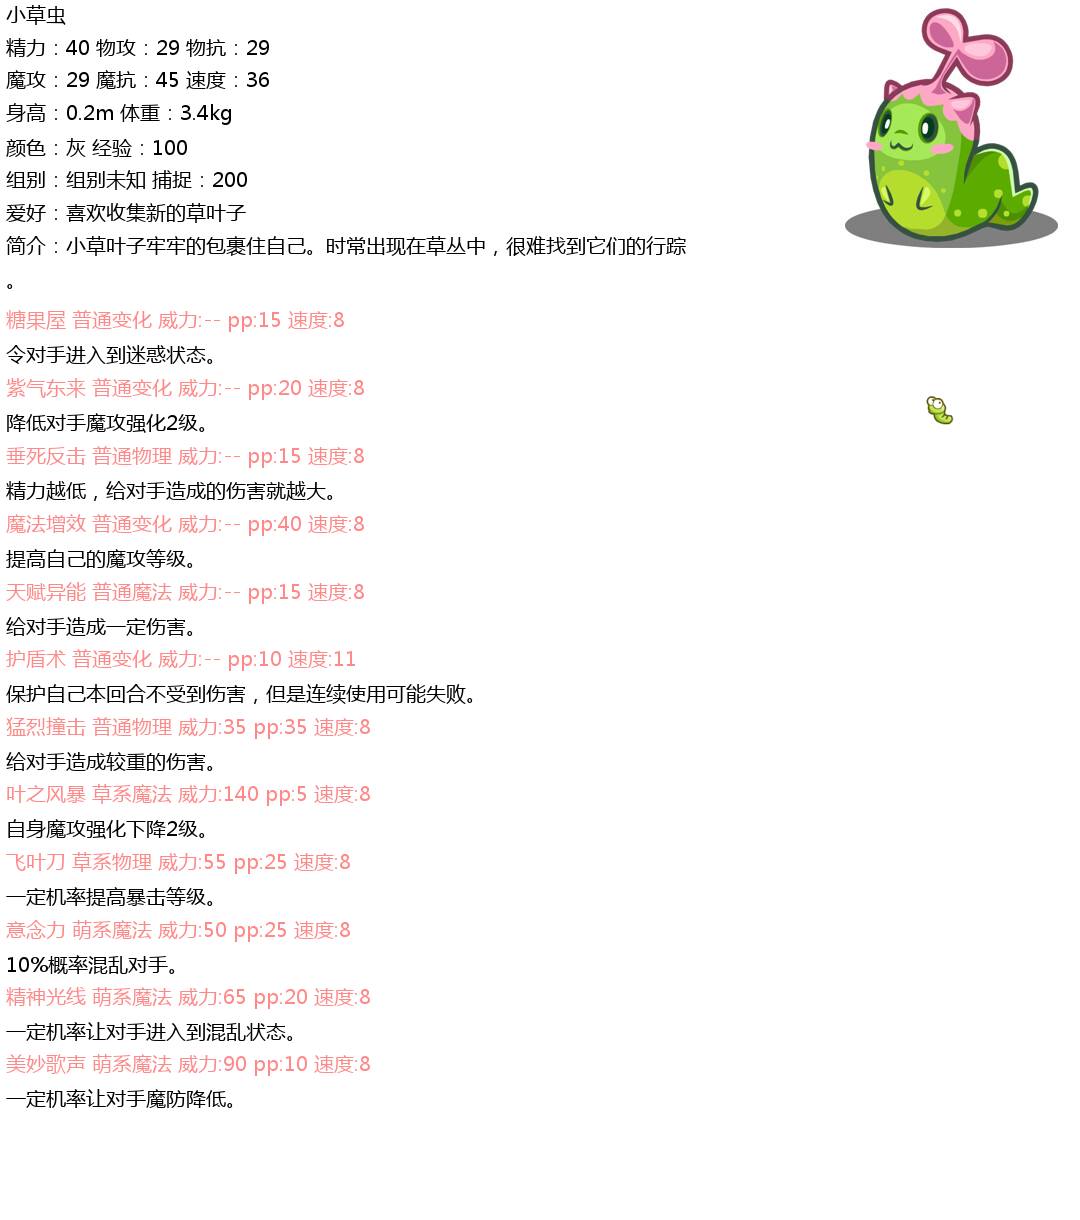 小草虫
精力：40 物攻：29 物抗：29
魔攻：29 魔抗：45 速度：36
身高：0.2m 体重：3.4kg
颜色：灰 经验：100
组别：组别未知 捕捉：200
爱好：喜欢收集新的草叶子
简介：小草叶子牢牢的包裹住自己。时常出现在草丛中，很难找到它们的行踪
。
糖果屋 普通变化 威力:-- pp:15 速度:8
令对手进入到迷惑状态。
紫气东来 普通变化 威力:-- pp:20 速度:8
降低对手魔攻强化2级。
垂死反击 普通物理 威力:-- pp:15 速度:8
精力越低，给对手造成的伤害就越大。
魔法增效 普通变化 威力:-- pp:40 速度:8
提高自己的魔攻等级。
天赋异能 普通魔法 威力:-- pp:15 速度:8
给对手造成一定伤害。
护盾术 普通变化 威力:-- pp:10 速度:11
保护自己本回合不受到伤害，但是连续使用可能失败。
猛烈撞击 普通物理 威力:35 pp:35 速度:8
给对手造成较重的伤害。
叶之风暴 草系魔法 威力:140 pp:5 速度:8
自身魔攻强化下降2级。
飞叶刀 草系物理 威力:55 pp:25 速度:8
一定机率提高暴击等级。
意念力 萌系魔法 威力:50 pp:25 速度:8
10%概率混乱对手。
精神光线 萌系魔法 威力:65 pp:20 速度:8
一定机率让对手进入到混乱状态。
美妙歌声 萌系魔法 威力:90 pp:10 速度:8
一定机率让对手魔防降低。